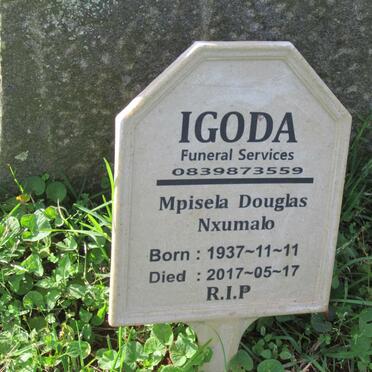 IGODA
Funeral Services
0839873559
Mpisela Douglas
Nxumalo
Born : 1937~11~11
Died : 2017~05~17
R.I.P